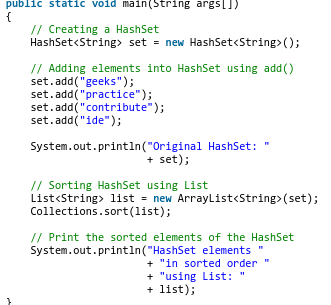 public static void main(String args[])
{
    // Creating a HashSet
    HashSet<String> set = new HashSet<String>();

    // Adding elements into HashSet using add()
    set.add("geeks");
    set.add("practice");
    set.add("contribute");
    set.add("ide");

    System.out.println("Original HashSet: "
                       + set);

    // Sorting HashSet using List
    List<String> list = new ArrayList<String>(set);
    Collections.sort(list);

    // Print the sorted elements of the HashSet
    System.out.println("HashSet elements "
                       + "in sorted order "
                       + "using List: "
                       + list);
}